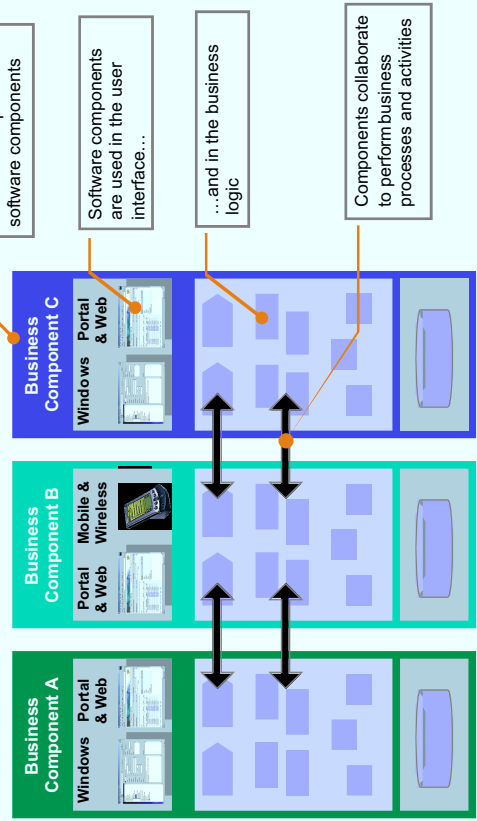 software components
Software components
are used in the user
interface…
…and in the business
logic
Components collaborate
to perform business
processes and activities
Business
Component A
Windows
Portal
& Web
Business
Component B
Portal
& Web
Mobile &
Wireless
Business
Component C
Windows
Portal
& Web